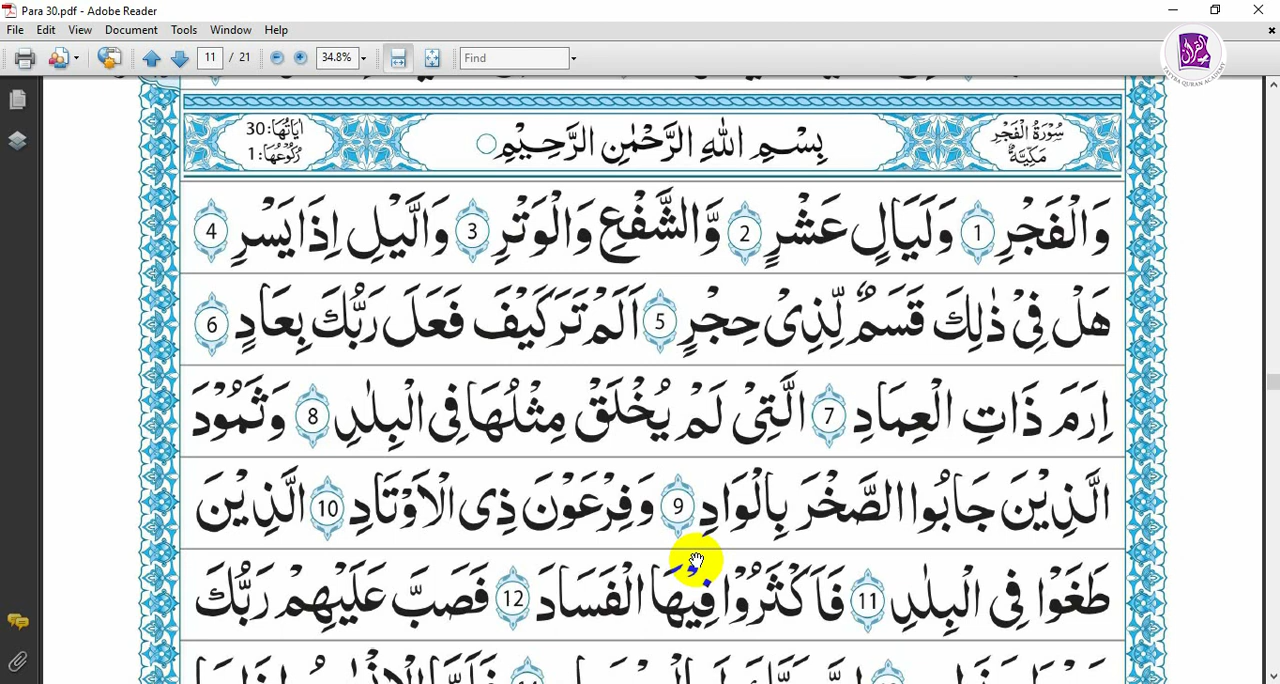 Para 30.pdf - Adobe Reader
File Edit View Document Tools Window Help
11 / 21 34.8% Find
TAYYBA QURAN ACADEMY
سُوْرَةُ الْفَجْرِ مَكِّيَّةٌ بِسْمِ اللّٰهِ الرَّحْمٰنِ الرَّحِيْمِ اٰيَاتُهَا:30 رُكُوْعُهَا:1
وَالْفَجْرِ 1 وَلَيَالٍ عَشْرٍ 2 وَّالشَّفْعِ وَالْوَتْرِ 3 وَالَّيْلِ اِذَا يَسْرِ 4
هَلْ فِیْ ذٰلِكَ قَسَمٌ لِّذِیْ حِجْرٍ 5 اَلَمْ تَرَ كَيْفَ فَعَلَ رَبُّكَ بِعَادٍ 6
اِرَمَ ذَاتِ الْعِمَادِ 7 الَّتِیْ لَمْ يُخْلَقْ مِثْلُهَا فِی الْبِلَادِ 8 وَثَمُوْدَ
الَّذِيْنَ جَابُوا الصَّخْرَ بِالْوَادِ 9 وَفِرْعَوْنَ ذِی الْاَوْتَادِ 10 الَّذِيْنَ
طَغَوْا فِی الْبِلَادِ 11 فَاَكْثَرُوْا فِيْهَا الْفَسَادَ 12 فَصَبَّ عَلَيْهِمْ رَبُّكَ